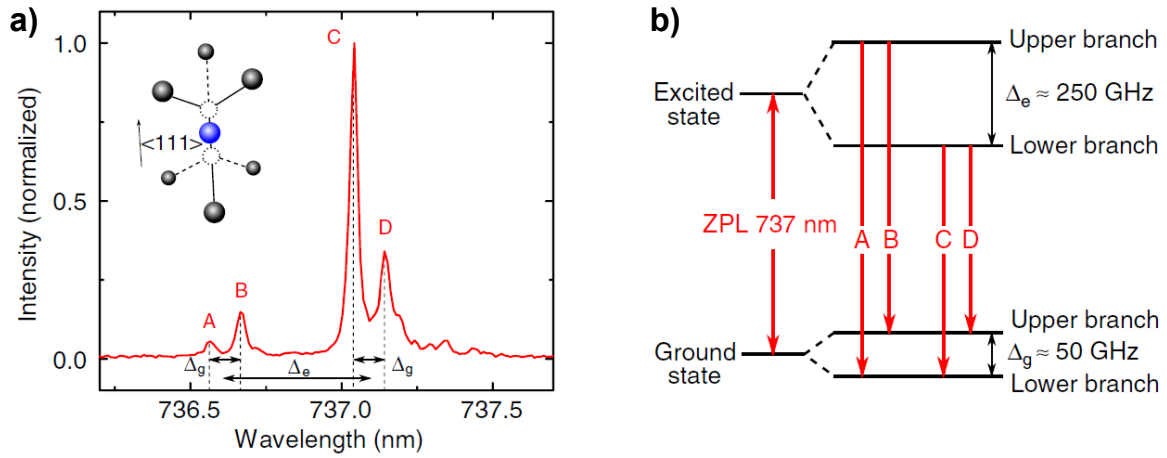 a)
Intensity (normalized)
1.0
0.5
0.0
<111>
A
B
C
D
Δg
Δe
Δg
736.5
737.0
737.5
Wavelength (nm)
b)
Excited
state
ZPL 737 nm
Ground
state
Upper branch
Δe ≈ 250 GHz
Lower branch
A
B
C
D
Upper branch
Δg ≈ 50 GHz
Lower branch